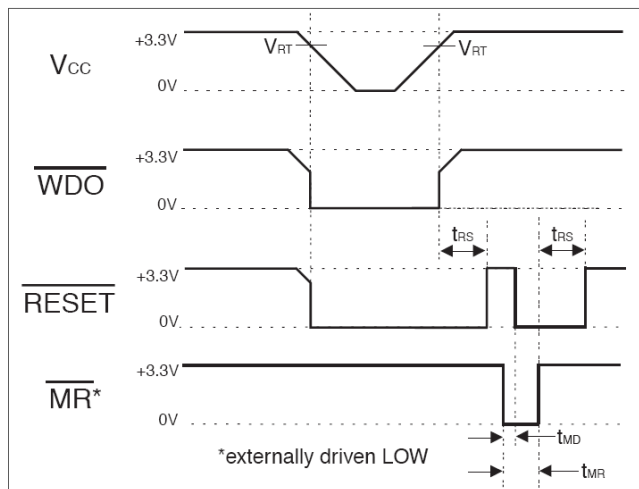 +3.3V
VRT
VRT
VCC
0V
+3.3V
WDO
0V
tRS
tRS
+3.3V
RESET
0V
+3.3V
MR*
0V
tMD
*externally driven LOW
tMR